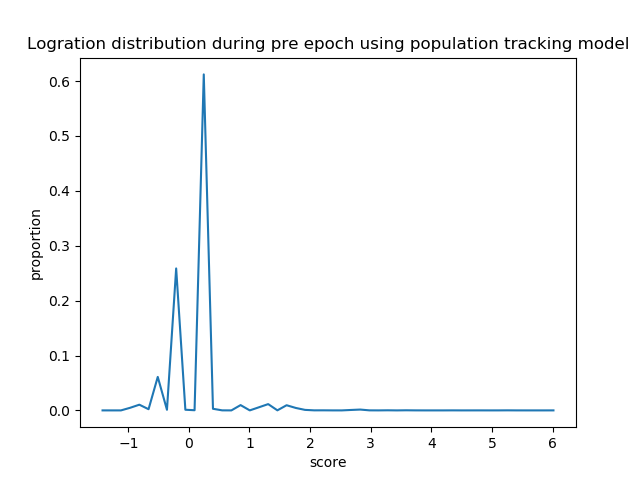 Logration distribution during pre epoch using population tracking model
0.6
0.5
0.4
0.3
0.2
0.1
0.0
proportion
−1 0 1 2 3 4 5 6
score